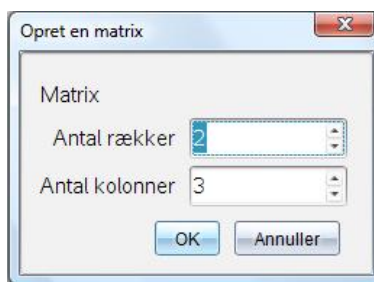 Opret en matrix
Matrix
Antal rækker 2
Antal kolonner 3
OK Annuller